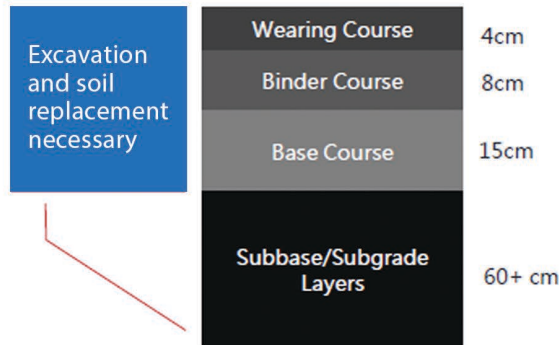 Excavation
and soil
replacement
necessary
Wearing Course
4cm
Binder Course
8cm
Base Course
15cm
Subbase/Subgrade
Layers
60+ cm